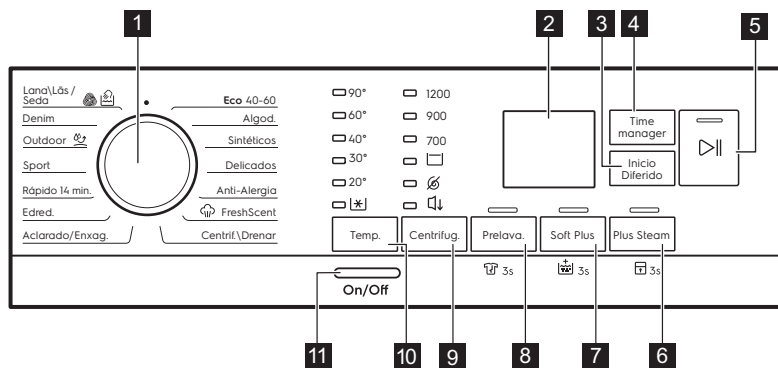 1
2
3
4
5
Lana\Lãs /
Seda
Denim
Outdoor
Sport
Rápido 14 min.
Edred.
Aclarado/Enxag.
Eco 40-60
Algod.
Sintéticos
Delicados
Anti-Alergia
FreshScent
Centrif.\Drenar
90°
60°
40°
30°
20°
1200
900
700
Time
manager
Inicio
Diferido
Temp.
Centrifug.
Prelava.
Soft Plus
Plus Steam
3s
3s
3s
On/Off
11
10
9
8
7
6